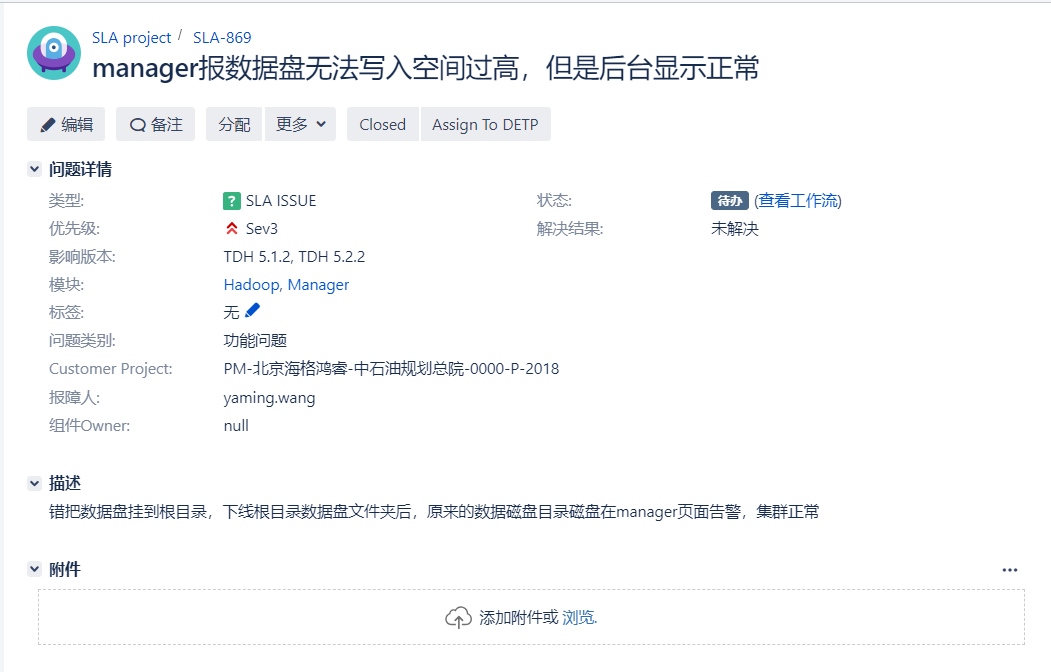 SLA project / SLA-869
manager报数据盘无法写入空间过高，但是后台显示正常
编辑 备注 分配 更多 Closed Assign To DETP
问题详情
类型: ? SLA ISSUE 状态: 待办 (查看工作流)
优先级: Sev3 解决结果: 未解决
影响版本: TDH 5.1.2, TDH 5.2.2
模块: Hadoop, Manager
标签: 无
问题类别: 功能问题
Customer Project: PM-北京海格鸿睿-中石油规划总院-0000-P-2018
报障人: yaming.wang
组件Owner: null
描述
错把数据盘挂到根目录，下线根目录数据盘文件夹后，原来的数据磁盘目录磁盘在manager页面告警，集群正常
附件
添加附件或 浏览.